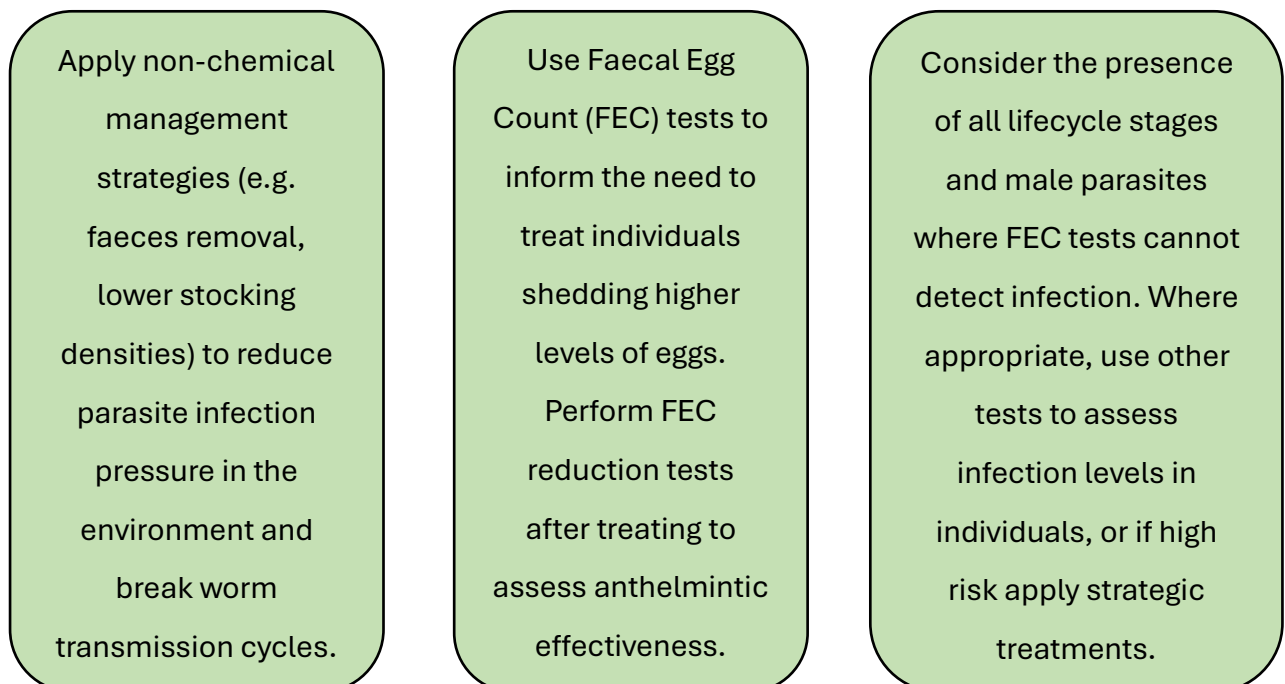 Apply non-chemical
management
strategies (e.g.
faeces removal,
lower stocking
densities) to reduce
parasite infection
pressure in the
environment and
break worm
transmission cycles.
Use Faecal Egg
Count (FEC) tests to
inform the need to
treat individuals
shedding higher
levels of eggs.
Perform FEC
reduction tests
after treating to
assess anthelmintic
effectiveness.
Consider the presence
of all lifecycle stages
and male parasites
where FEC tests cannot
detect infection. Where
appropriate, use other
tests to assess
infection levels in
individuals, or if high
risk apply strategic
treatments.